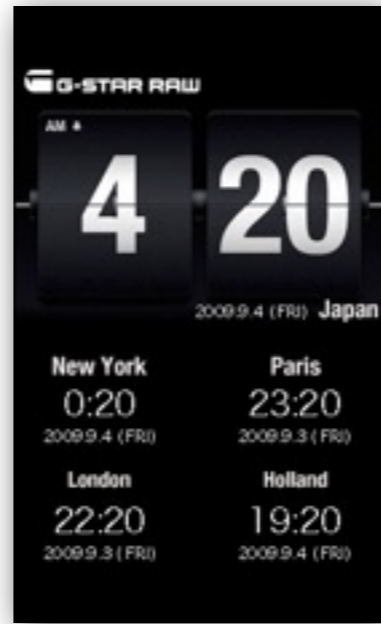 G-STAR RAW
AM
4 20
2009.9.4 (FRI) Japan
New York
0:20
2009.9.4 (FRI)
Paris
23:20
2009.9.3 (FRI)
London
22:20
2009.9.3 (FRI)
Holland
19:20
2009.9.4 (FRI)